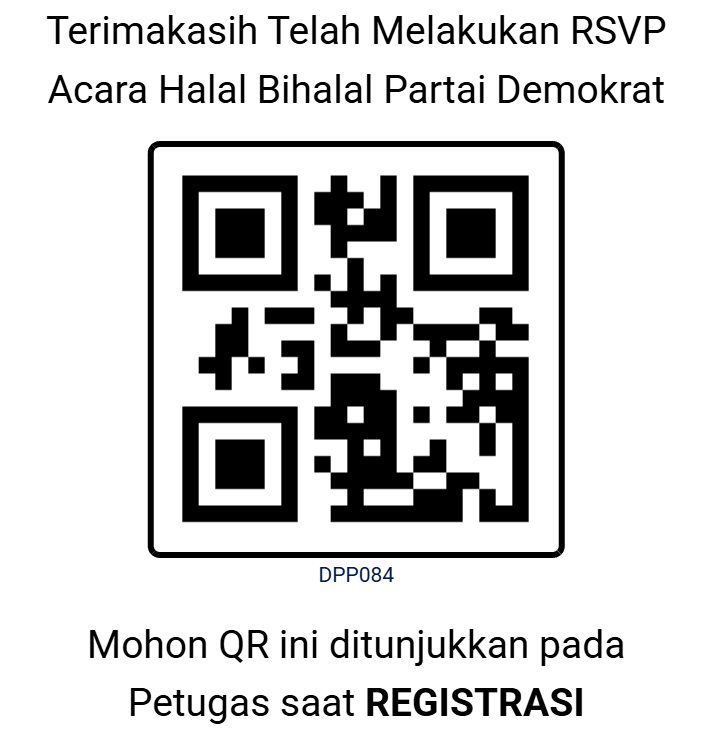 Terimakasih Telah Melakukan RSVP
Acara Halal Bihalal Partai Demokrat
DPP084
Mohon QR ini ditunjukkan pada
Petugas saat REGISTRASI